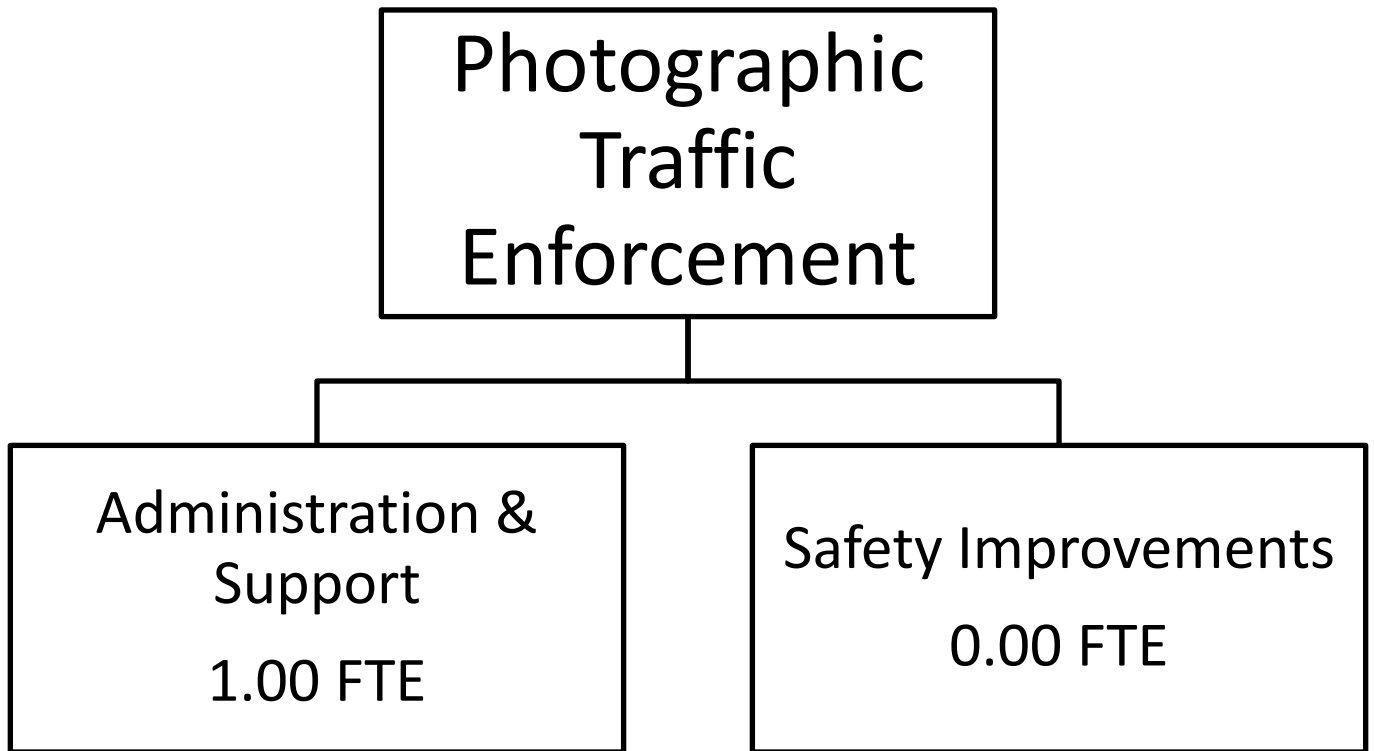 Photographic
Traffic
Enforcement
Administration &
Support
1.00 FTE
Safety Improvements
0.00 FTE